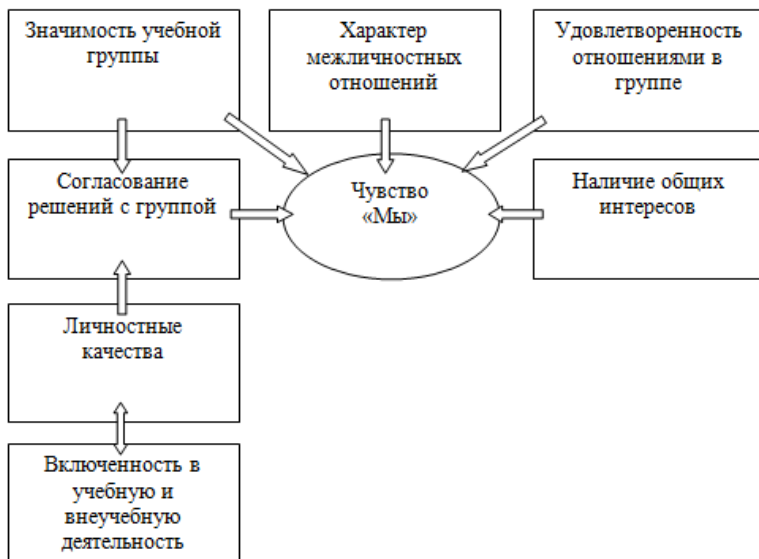 Значимость учебной
группы
Характер
межличностных
отношений
Удовлетворенность
отношениями в
группе
Согласование
решений с группой
Чувство
«Мы»
Наличие общих
интересов
Личностные
качества
Включенность в
учебную и
внеучебную
деятельность